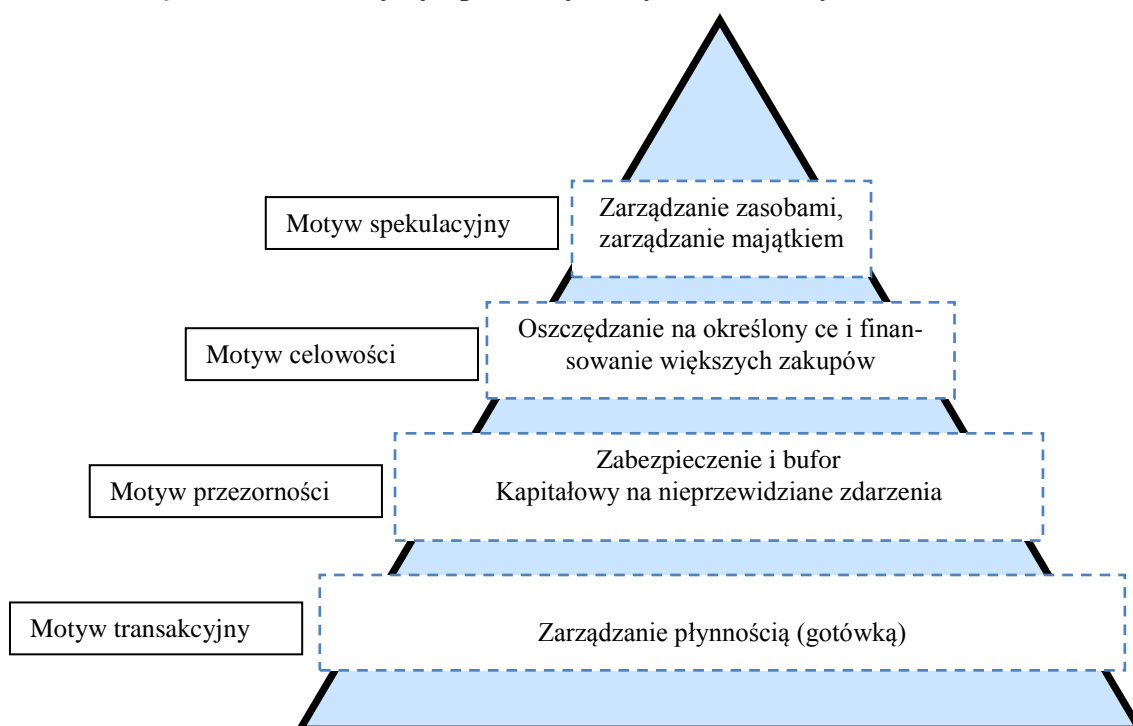 Motyw spekulacyjny
Zarządzanie zasobami,
zarządzanie majątkiem
Motyw celowości
Oszczędzanie na określony ce i finan-
sowanie większych zakupów
Motyw przezorności
Zabezpieczenie i bufor
Kapitałowy na nieprzewidziane zdarzenia
Motyw transakcyjny
Zarządzanie płynnością (gotówką)